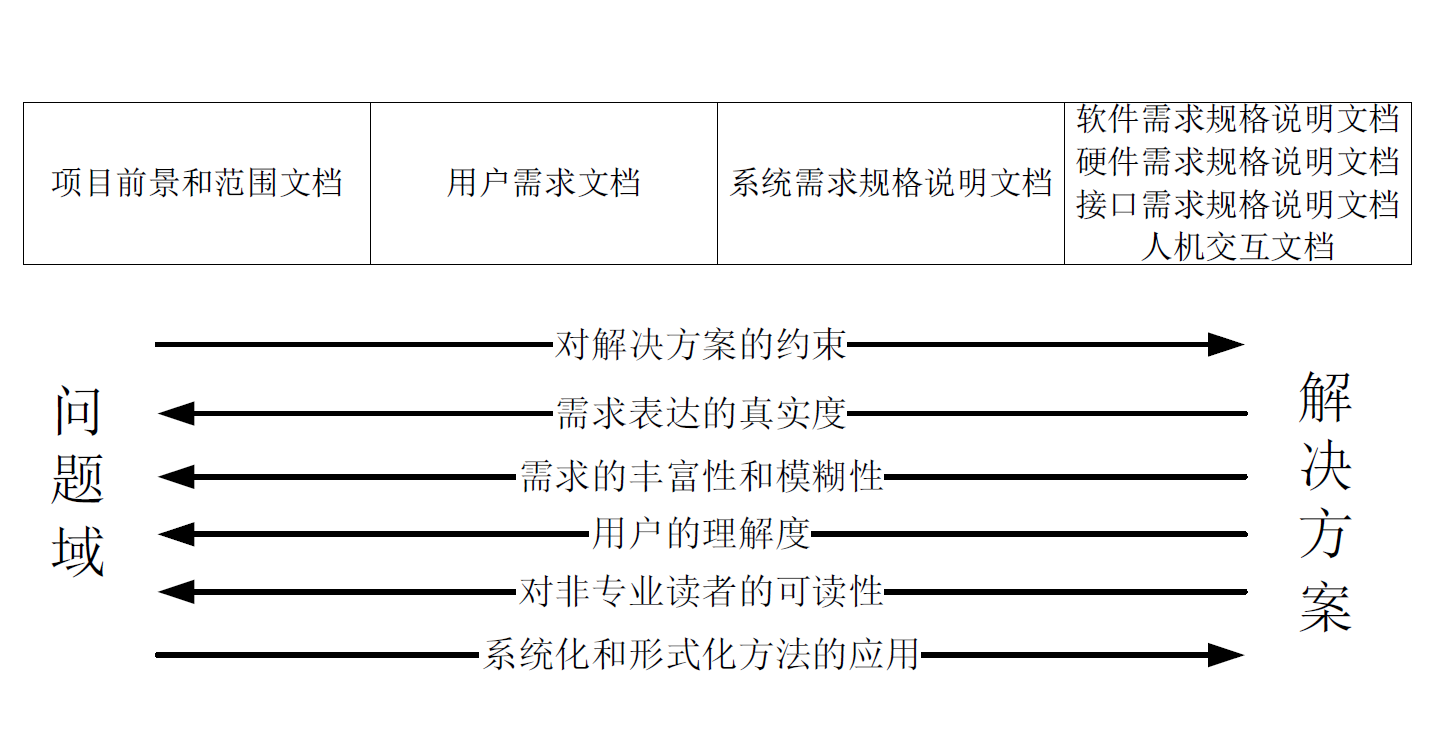 项目前景和范围文档
用户需求文档
系统需求规格说明文档
软件需求规格说明文档
硬件需求规格说明文档
接口需求规格说明文档
人机交互文档
问题域
对解决方案的约束
需求表达的真实度
需求的丰富性和模糊性
用户的理解度
对非专业读者的可读性
系统化和形式化方法的应用
解决方案